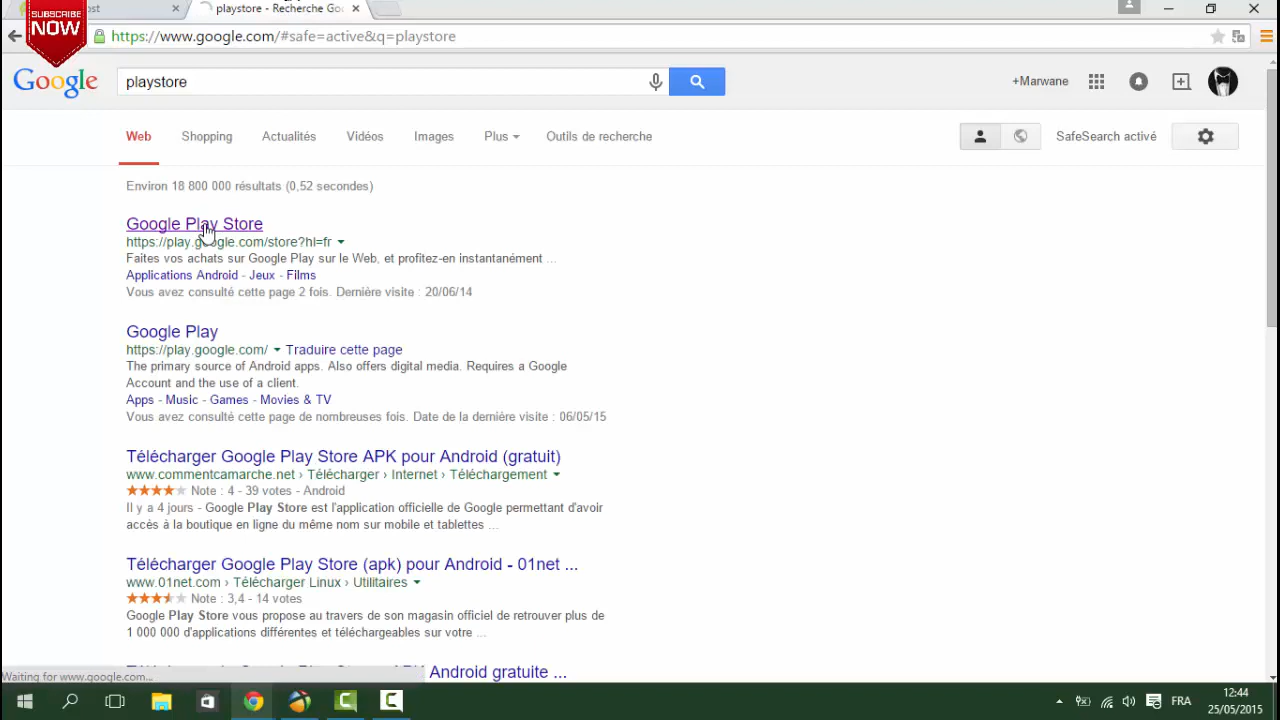 SUBSCRIBE
NOW
ost
playstore - Recherche Goo
https://www.google.com/#safe=active&q=playstore
Google
playstore
+Marwane
Web
Shopping
Actualités
Vidéos
Images
Plus
Outils de recherche
SafeSearch activé
Environ 18 800 000 résultats (0,52 secondes)
Google Play Store
https://play.google.com/store?hl=fr
Faites vos achats sur Google Play sur le Web, et profitez-en instantanément ...
Applications Android - Jeux - Films
Vous avez consulté cette page 2 fois. Dernière visite : 20/06/14
Google Play
https://play.google.com/ Traduire cette page
The primary source of Android apps. Also offers digital media. Requires a Google
Account and the use of a client.
Apps - Music - Games - Movies & TV
Vous avez consulté cette page de nombreuses fois. Date de la dernière visite : 06/05/15
Télécharger Google Play Store APK pour Android (gratuit)
www.commentcamarche.net › Télécharger › Internet › Téléchargement
Note : 4 - 39 votes - Android
Il y a 4 jours - Google Play Store est l'application officielle de Google permettant d'avoir
accès à la boutique en ligne du même nom sur mobile et tablettes ...
Télécharger Google Play Store (apk) pour Android - 01net ...
www.01net.com › Télécharger Linux › Utilitaires
Note : 3,4 - 14 votes
Google Play Store vous propose au travers de son magasin officiel de retrouver plus de
1 000 000 d'applications différentes et téléchargeables sur votre ...
Android gratuite ...
Waiting for www.google.com...
FRA
12:44
25/05/2015